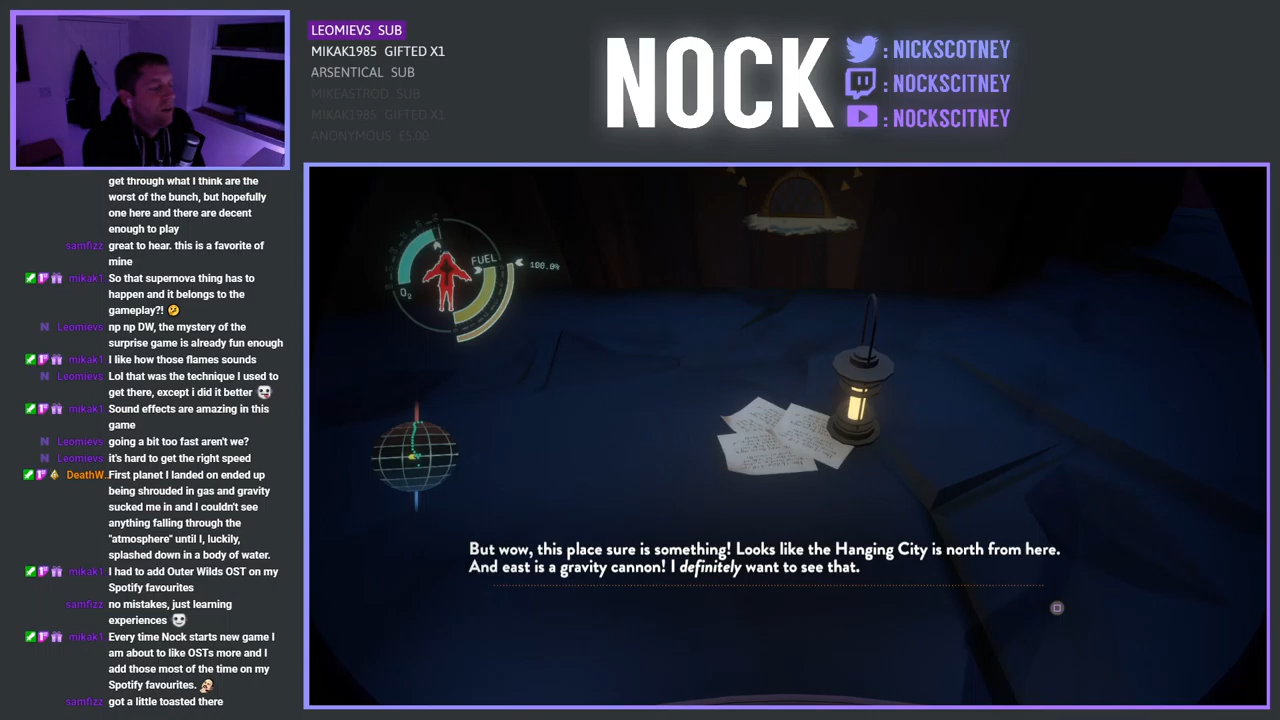 LEOMIEVS SUB
MIKAK1985 GIFTED X1
ARSENTICAL SUB
MIKEASTROD SUB
MIKAK1985 GIFTED X1
ANONYMOUS £5.00
NOCK
: NICKSCOTNEY
: NOCKSCITNEY
: NOCKSCITNEY
get through what I think are the
worst of the bunch, but hopefully
one here and there are decent
enough to play
samfizz great to hear. this is a favorite of
mine
mikak1 So that supernova thing has to
happen and it belongs to the
gameplay?! 🤔
Leomievs np np DW, the mystery of the
surprise game is already fun enough
mikak1 I like how those flames sounds
Leomievs Lol that was the technique I used to
get there, except i did it better
mikak1 Sound effects are amazing in this
game
Leomievs going a bit too fast aren't we?
Leomievs it's hard to get the right speed
DeathW.. First planet I landed on ended up
being shrouded in gas and gravity
sucked me in and I couldn't see
anything falling through the
"atmosphere" until I, luckily,
splashed down in a body of water.
mikak1 I had to add Outer Wilds OST on my
Spotify favourites
samfizz no mistakes, just learning
experiences
mikak1 Every time Nock starts new game I
am about to like OSTs more and I
add those most of the time on my
Spotify favourites.
samfizz got a little toasted there
FUEL
100.0%
O₂
But wow, this place sure is something! Looks like the Hanging City is north from here.
And east is a gravity cannon! I definitely want to see that.